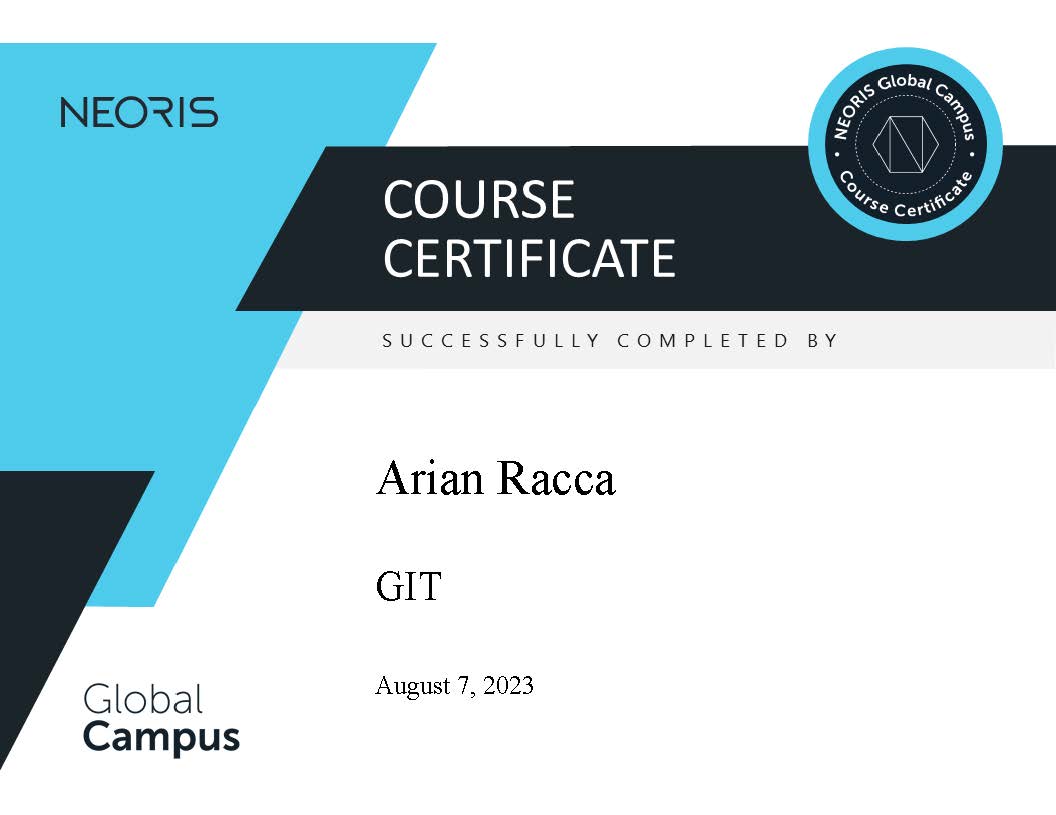 NEORIS
NEORIS Global Campus
Course Certificate
COURSE
CERTIFICATE
SUCCESSFULLY COMPLETED BY
Arian Racca
GIT
August 7, 2023
Global
Campus